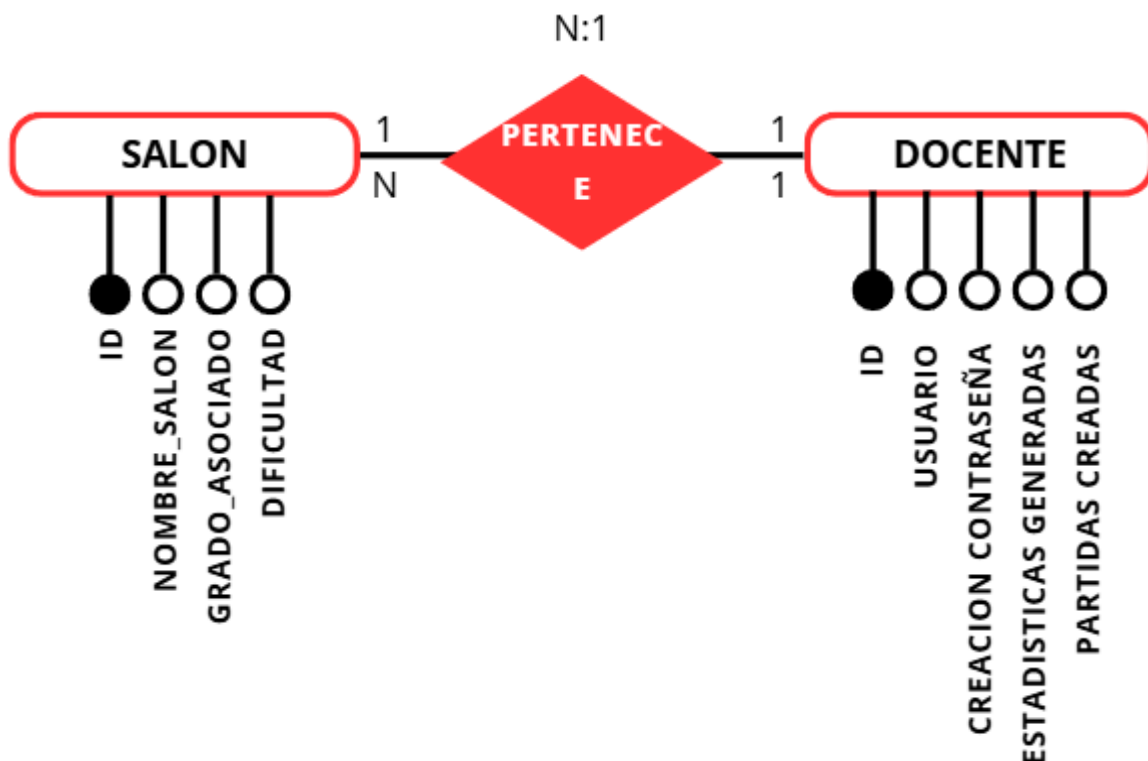 N:1
SALON
1
N
PERTENEC
E
1
1
DOCENTE
ID
NOMBRE_SALON
GRADO_ASOCIADO
DIFICULTAD
ID
USUARIO
CREACION CONTRASEÑA
ESTADISTICAS GENERADAS
PARTIDAS CREADAS